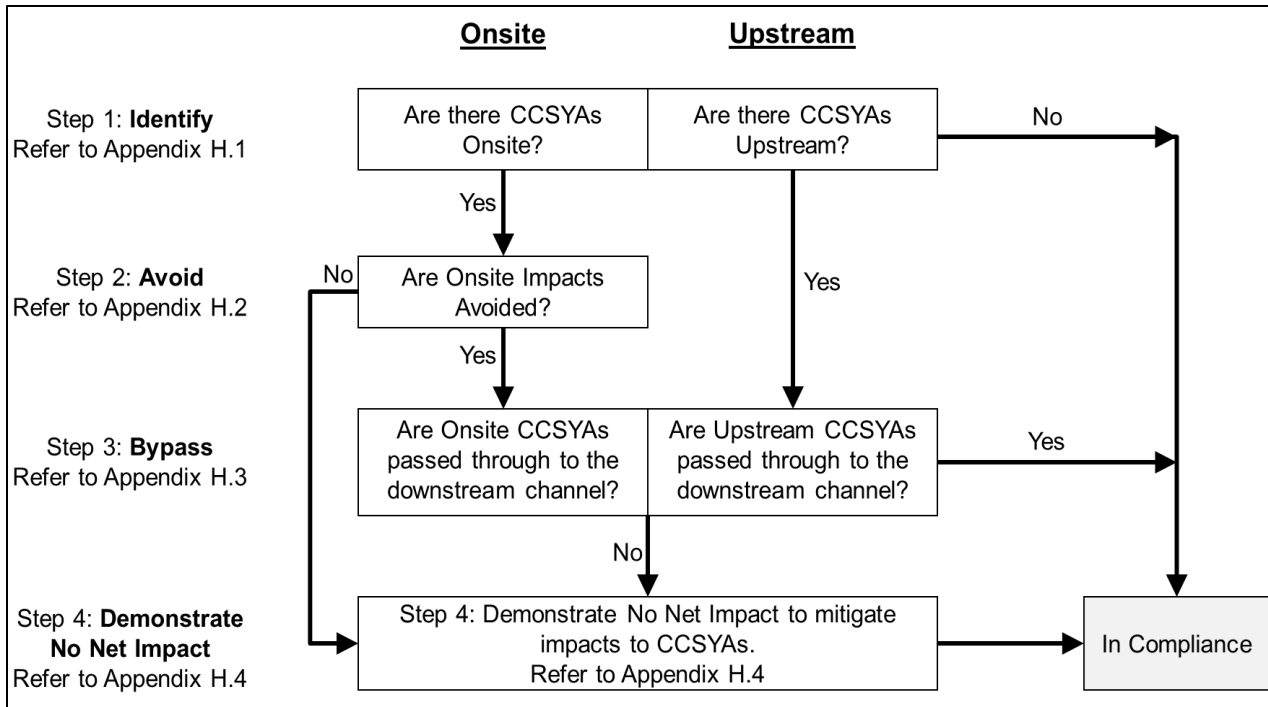 Onsite
Upstream
Step 1: Identify
Refer to Appendix H.1
Are there CCSYAs
Onsite?
Are there CCSYAs
Upstream?
No
Yes
Step 2: Avoid
Refer to Appendix H.2
No
Are Onsite Impacts
Avoided?
Yes
Yes
Step 3: Bypass
Refer to Appendix H.3
Are Onsite CCSYAs
passed through to the
downstream channel?
Are Upstream CCSYAs
passed through to the
downstream channel?
Yes
No
Step 4: Demonstrate
No Net Impact
Refer to Appendix H.4
Step 4: Demonstrate No Net Impact to mitigate
impacts to CCSYAs.
Refer to Appendix H.4
In Compliance